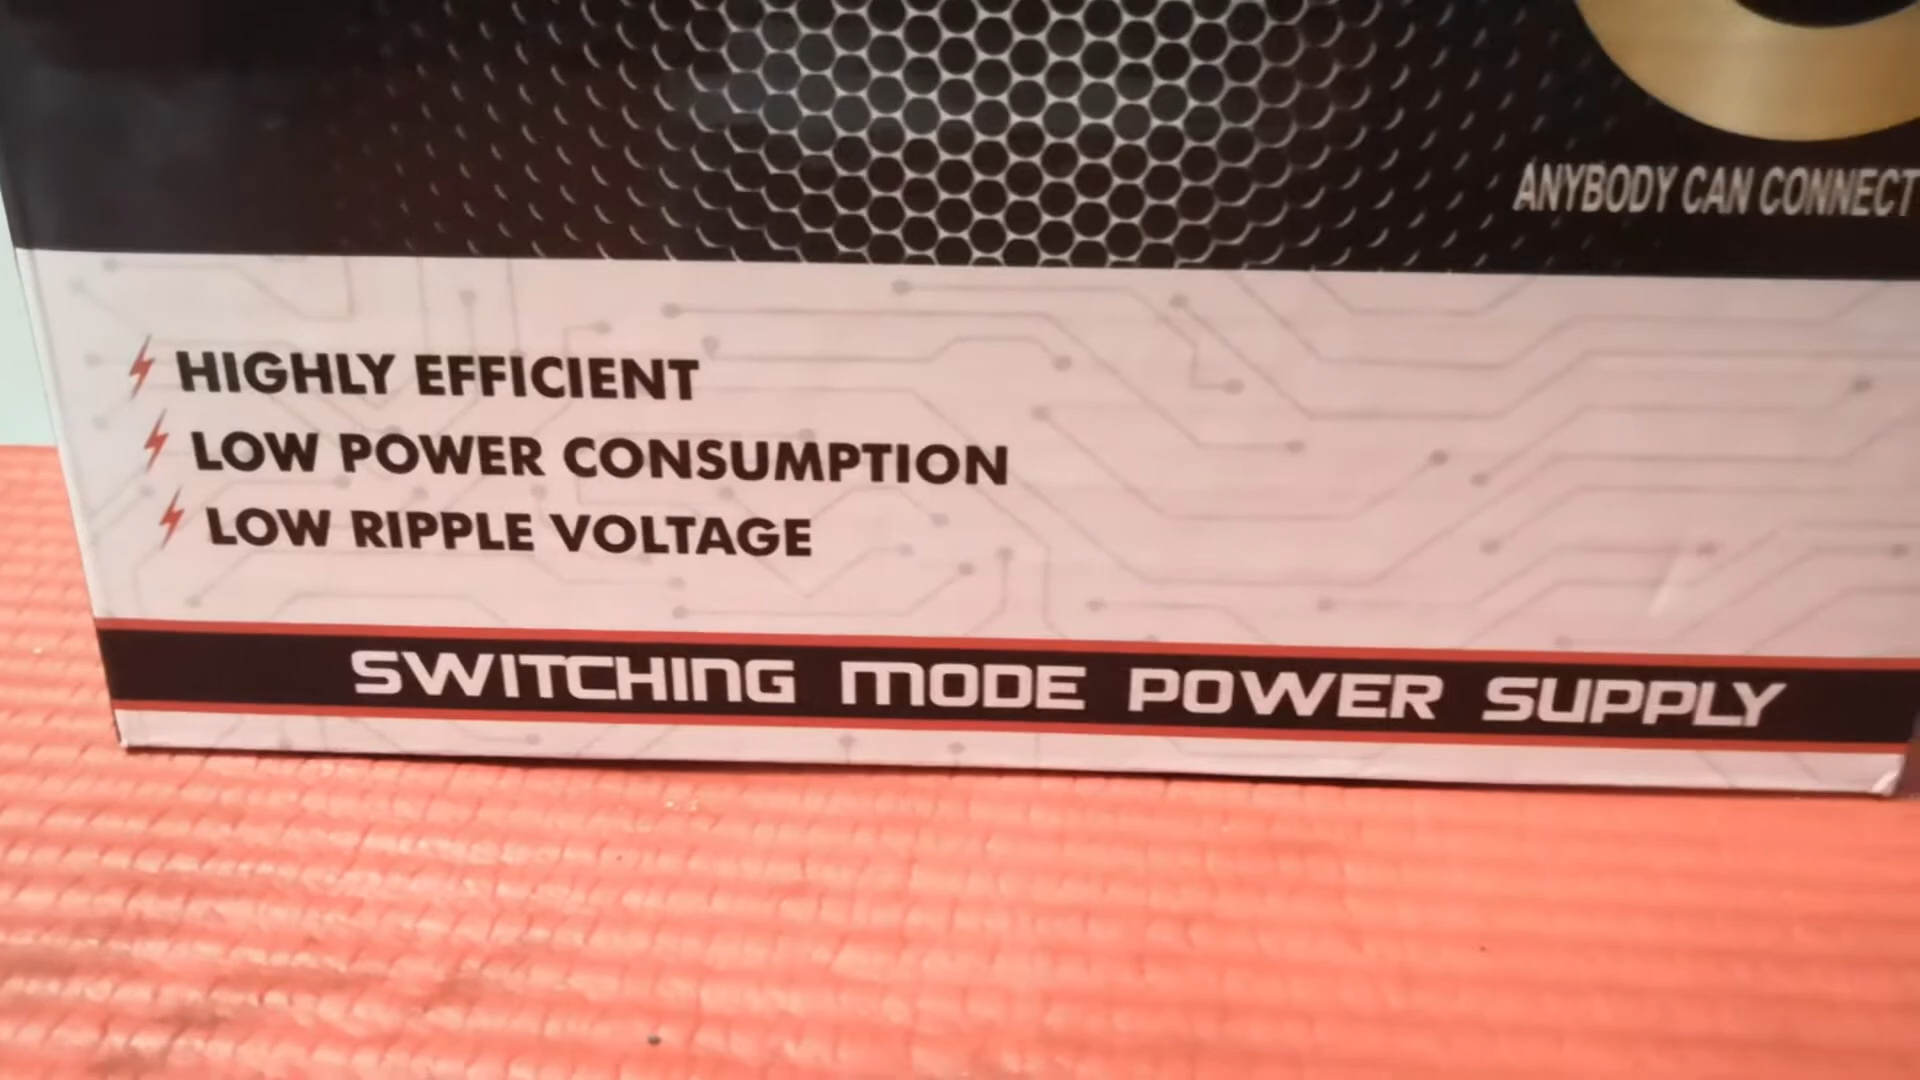 ANYBODY CAN CONNECT
HIGHLY EFFICIENT
LOW POWER CONSUMPTION
LOW RIPPLE VOLTAGE
SWITCHING MODE POWER SUPPLY